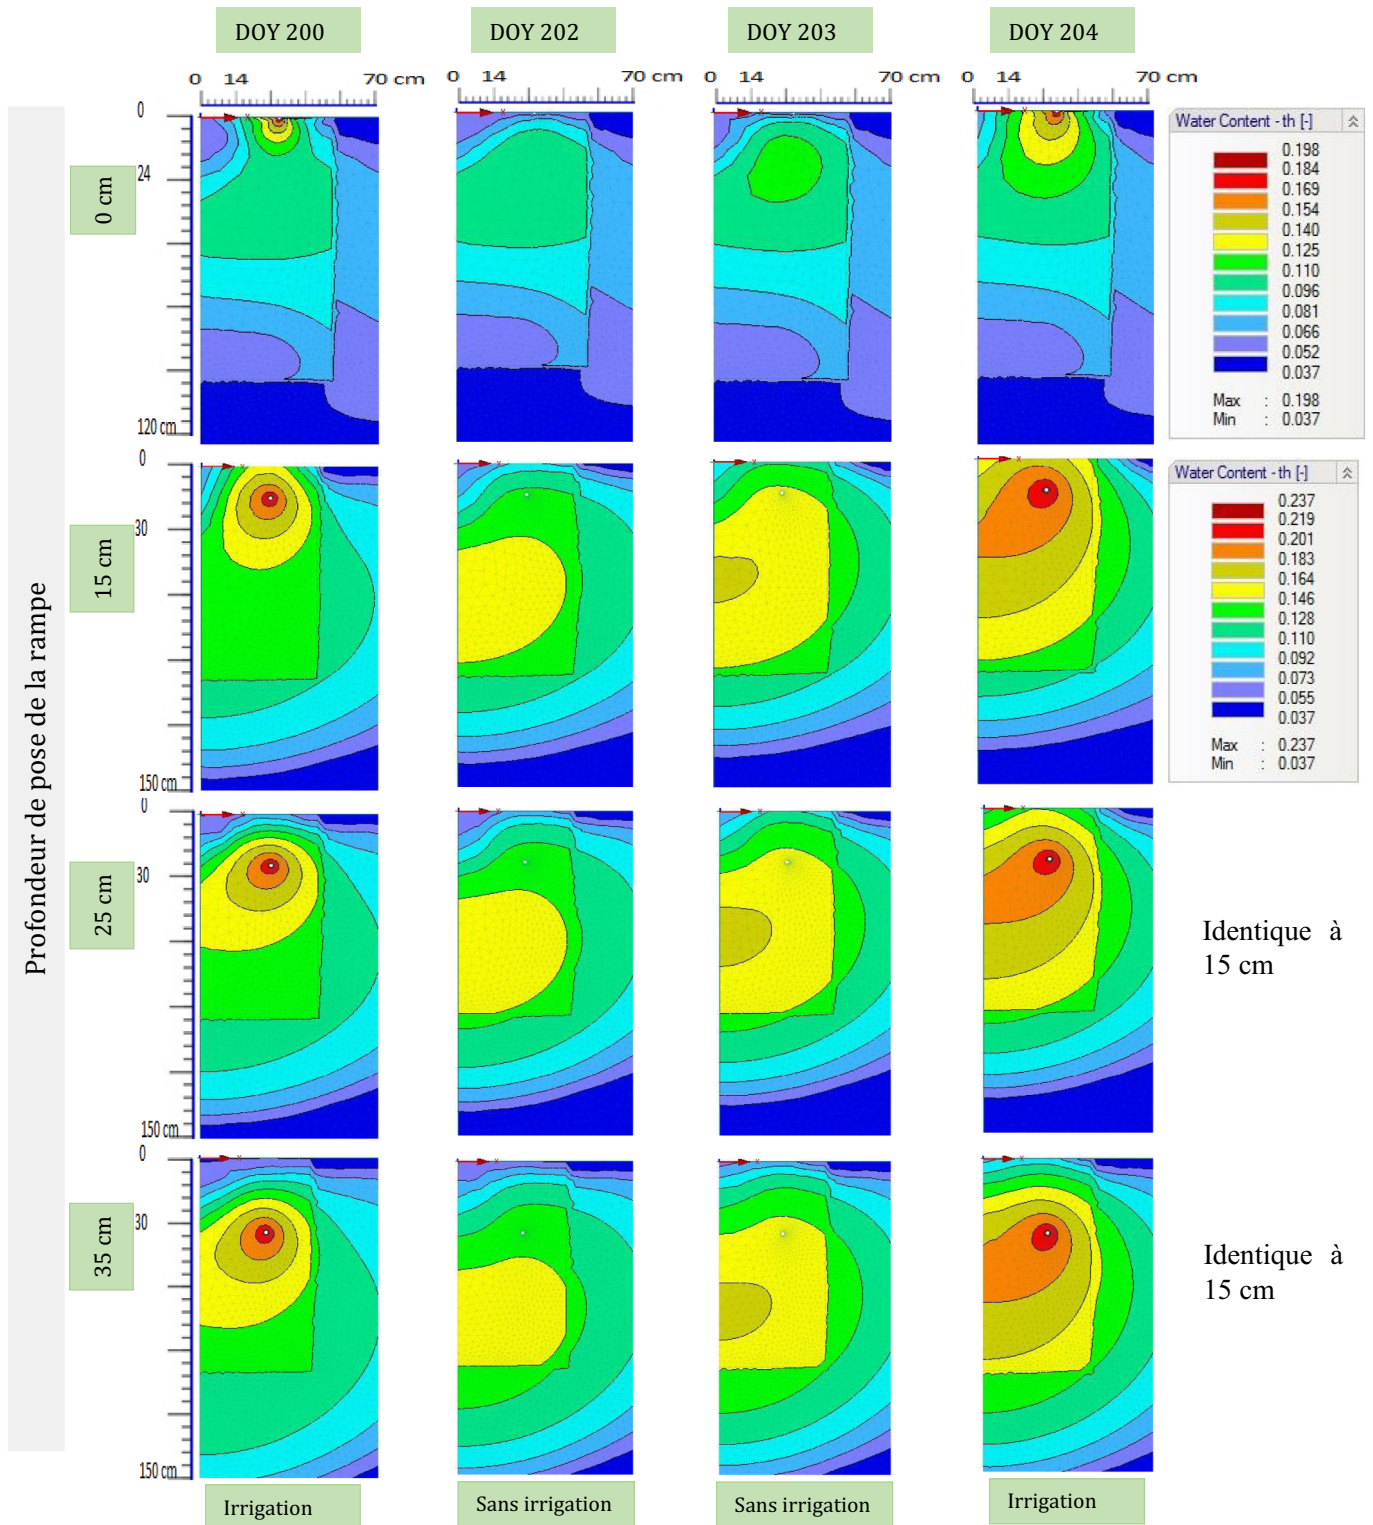 DOY 200
DOY 202
DOY 203
DOY 204
0 14 70 cm
0 14 70 cm
0 14 70 cm
0 14 70 cm
Profondeur de pose de la rampe
0 cm
0
24
120 cm
x
Water Content - th [-]
0.198
0.184
0.169
0.154
0.140
0.125
0.110
0.096
0.081
0.066
0.052
0.037
Max : 0.198
Min : 0.037
15 cm
0
30
150 cm
Water Content - th [-]
0.237
0.219
0.201
0.183
0.164
0.146
0.128
0.110
0.092
0.073
0.055
0.037
Max : 0.237
Min : 0.037
25 cm
0
30
150 cm
Identique à
15 cm
35 cm
0
30
150 cm
Identique à
15 cm
Irrigation
Sans irrigation
Sans irrigation
Irrigation